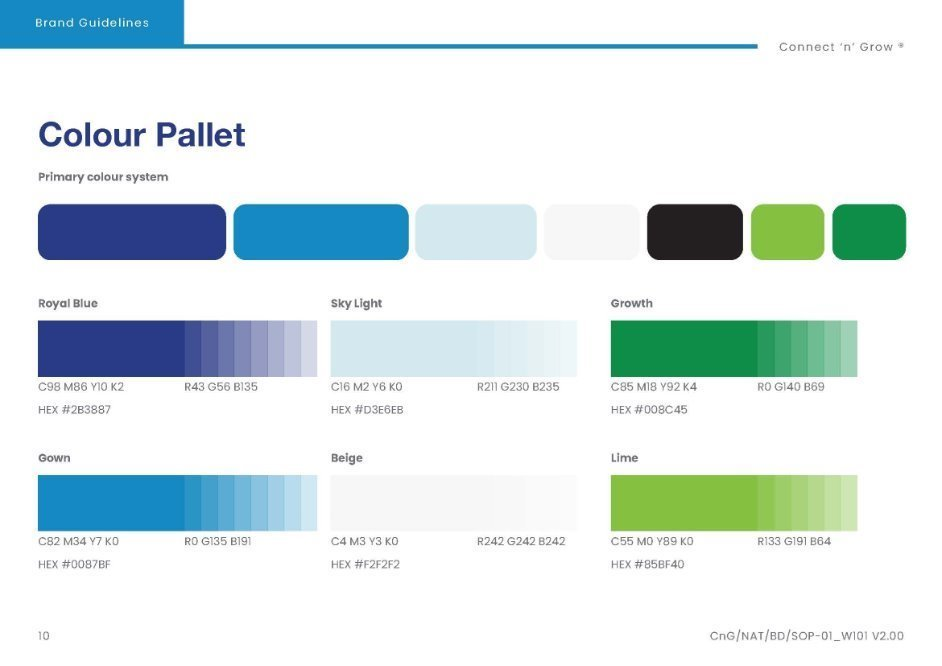 Brand Guidelines
Connect ‘n’ Grow ®
Colour Pallet
Primary colour system
Royal Blue
C98 M86 Y10 K2
R43 G56 B135
HEX #2B3887
Sky Light
C16 M2 Y6 K0
R211 G230 B235
HEX #D3E6EB
Growth
C85 M18 Y92 K4
R0 G140 B69
HEX #008C45
Gown
C82 M34 Y7 K0
R0 G135 B191
HEX #0087BF
Beige
C4 M3 Y3 K0
R242 G242 B242
HEX #F2F2F2
Lime
C55 M0 Y89 K0
R133 G191 B64
HEX #85BF40
10
CnG/NAT/BD/SOP-01_W101 V2.00